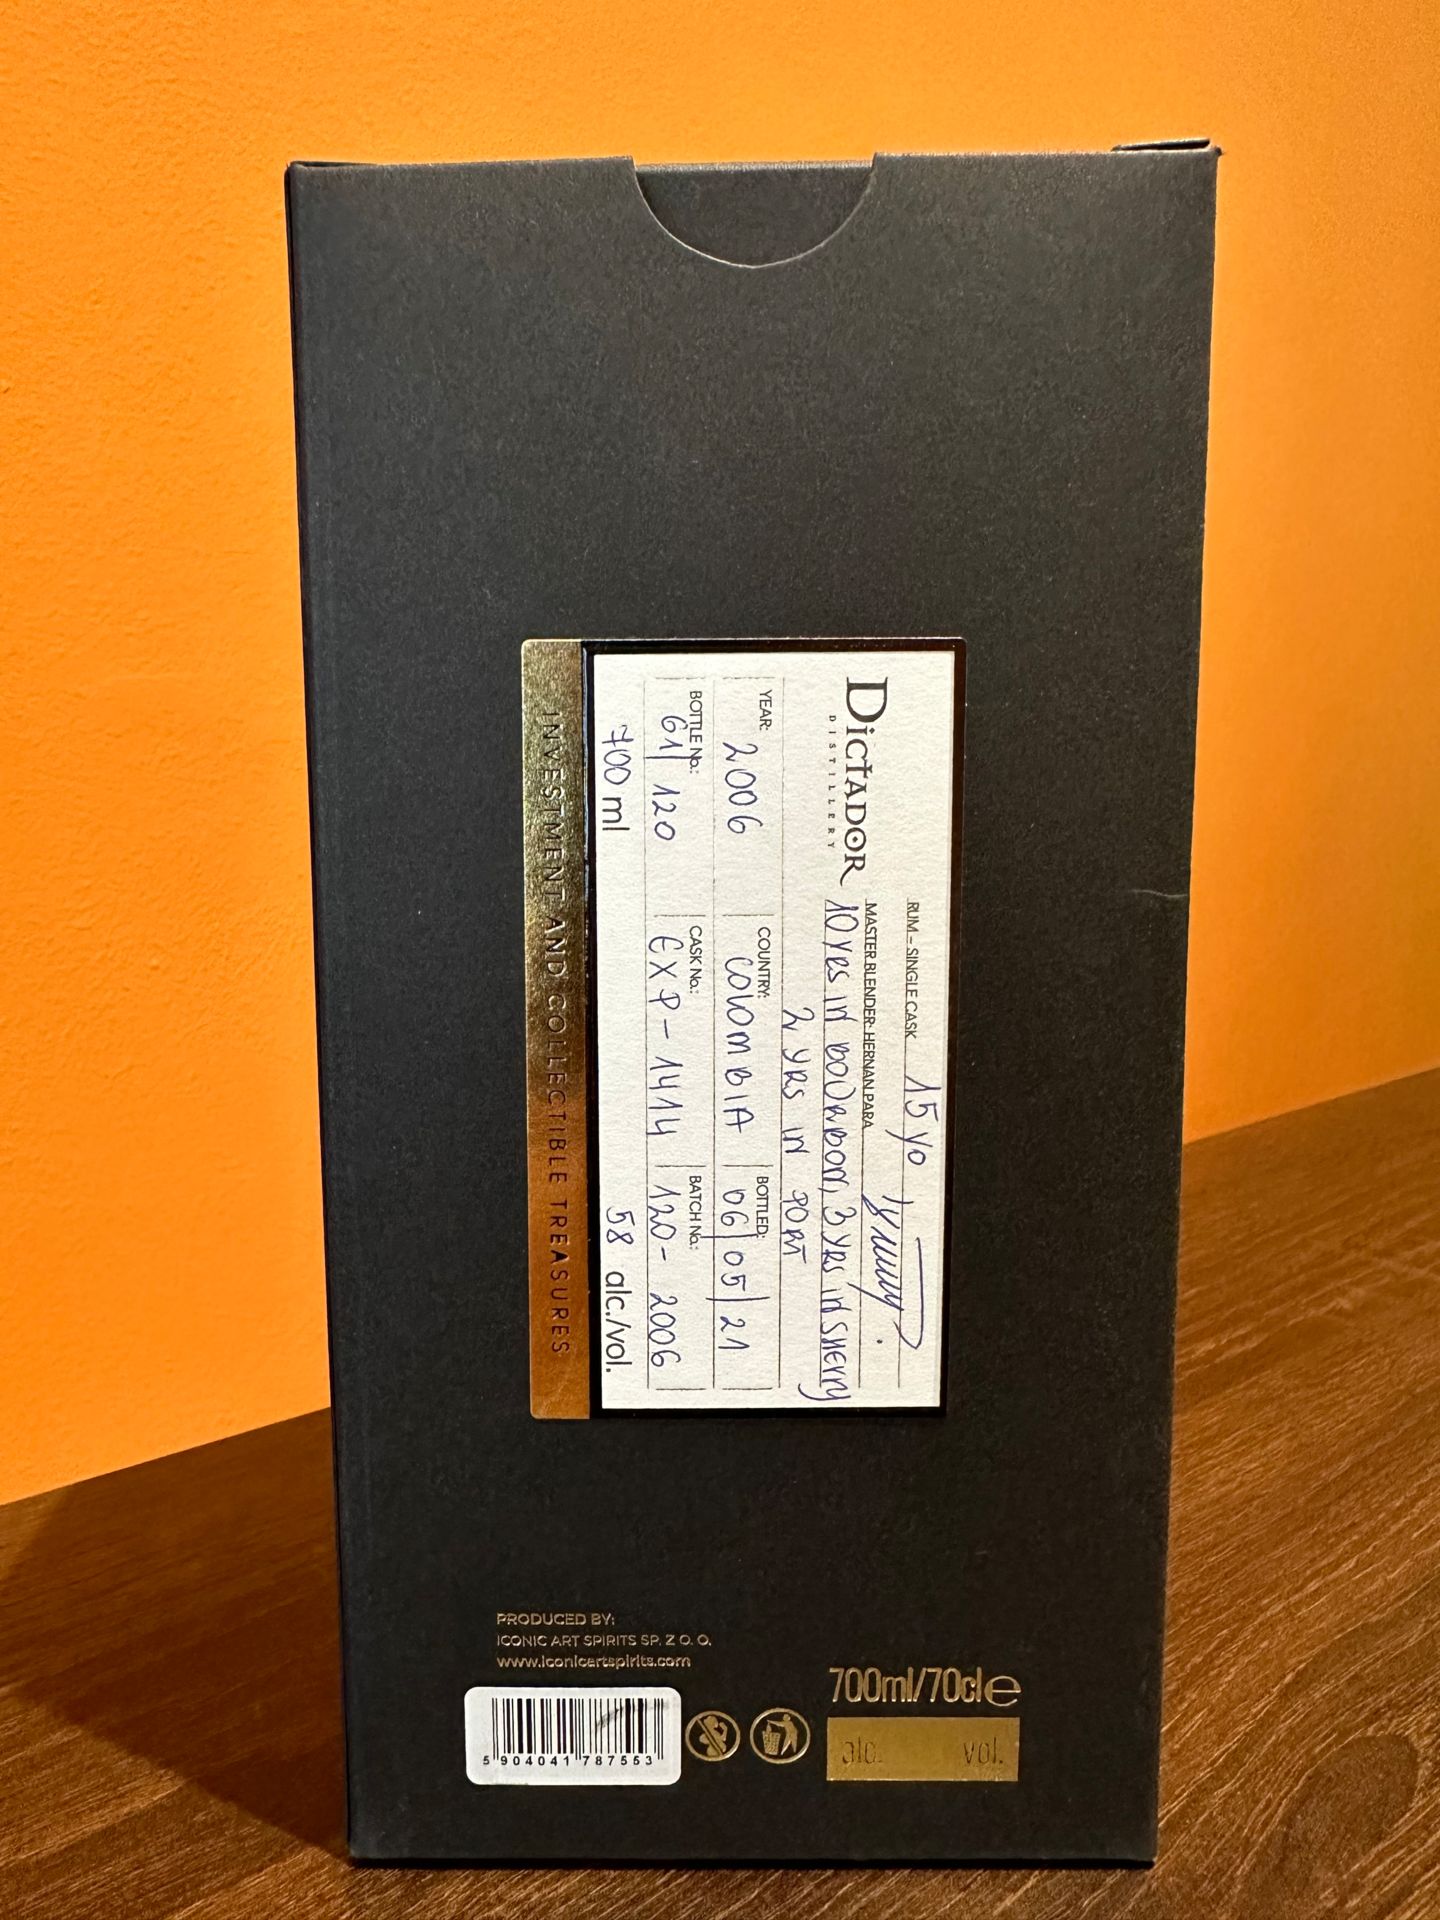 DICTADOR
DISTILLERY
RUM – SINGLE CASK 15 yo
MASTER BLENDER: HERNAN PARA
10 YRS IN BOURBON, 3 YRS IN SHERRY
2 YRS IN PORT
YEAR: 2006
COUNTRY: COLOMBIA
BOTTLED: 06/05/21
BOTTLE No.: 61/120
CASK No.: EXP-1414
BATCH No.: 120-2006
700 ml
58 alc./vol.
INVESTMENT AND COLLECTIBLE TREASURES
PRODUCED BY:
ICONIC ART SPIRITS SP. Z O. O.
www.iconicartspirits.com
5 904041 787553
700ml/70cl e
alc. vol.